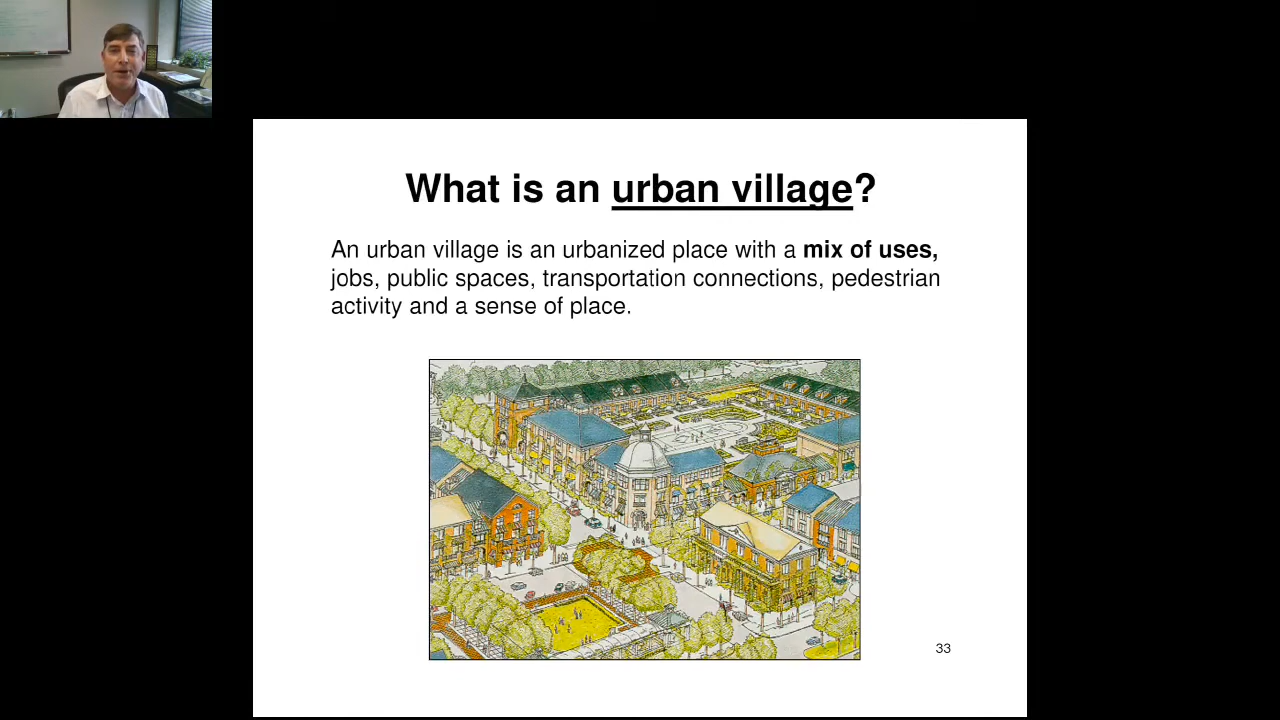 What is an urban village?
An urban village is an urbanized place with a mix of uses,
jobs, public spaces, transportation connections, pedestrian
activity and a sense of place.
33